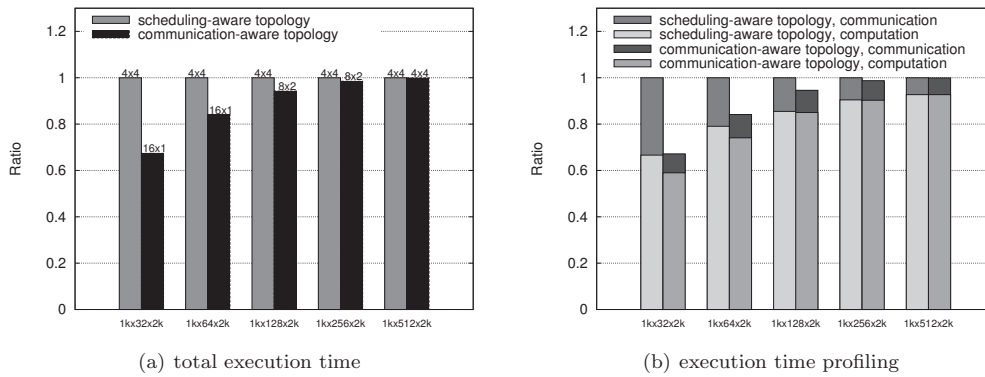 scheduling-aware topology
communication-aware topology
Ratio
1.2
1
0.8
0.6
0.4
0.2
0
4x4
16x1
4x4
16x1
4x4
8x2
4x4
8x2
4x4
4x4
1kx32x2k
1kx64x2k
1kx128x2k
1kx256x2k
1kx512x2k
(a) total execution time
scheduling-aware topology, communication
scheduling-aware topology, computation
communication-aware topology, communication
communication-aware topology, computation
Ratio
1.2
1
0.8
0.6
0.4
0.2
0
1kx32x2k
1kx64x2k
1kx128x2k
1kx256x2k
1kx512x2k
(b) execution time profiling